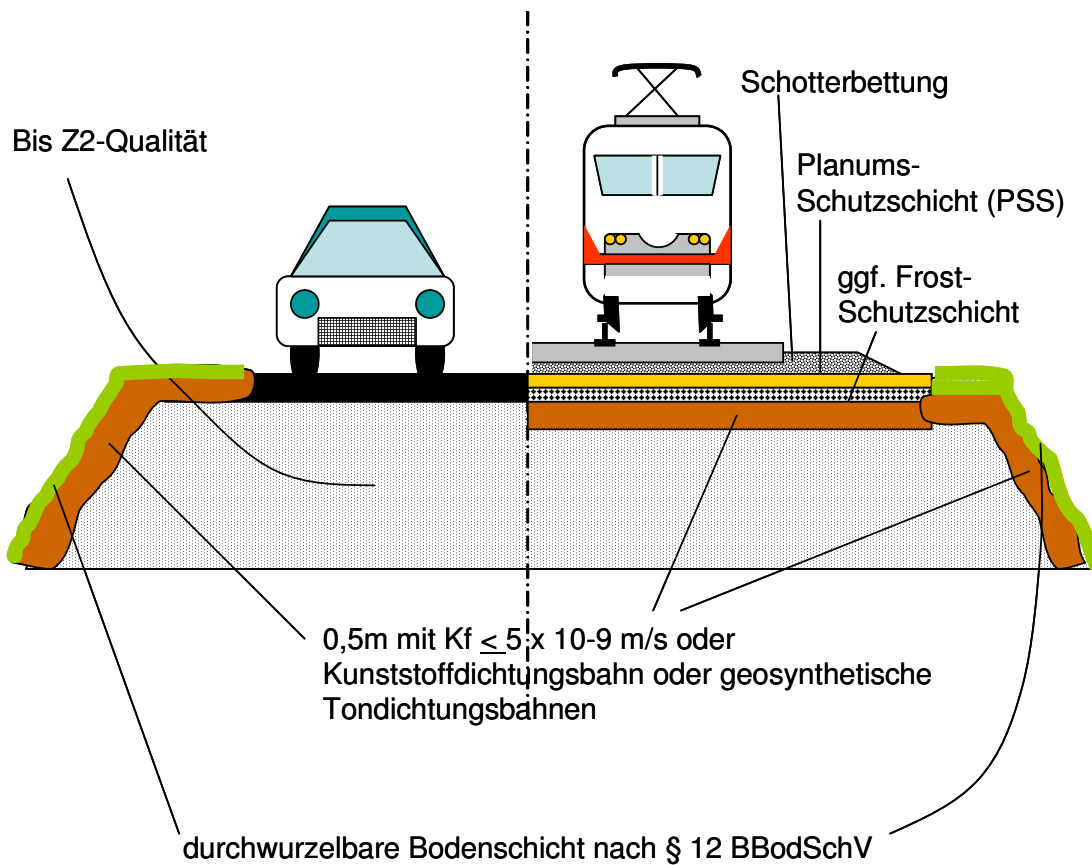 Schotterbettung
Bis Z2-Qualität
Planums-
Schutzschicht (PSS)
ggf. Frost-
Schutzschicht
0,5m mit Kf < 5 x 10-9 m/s oder
Kunststoffdichtungsbahn oder geosynthetische
Tondichtungsbahnen
durchwurzelbare Bodenschicht nach § 12 BBodSchV